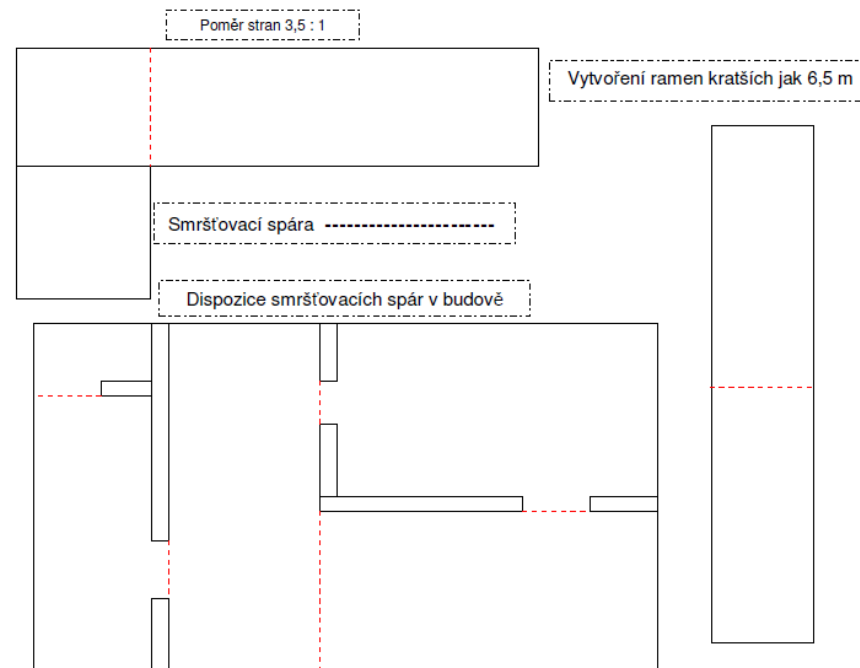 Poměr stran 3,5 : 1
Vytvoření ramen kratších jak 6,5 m
Smršťovací spára
Dispozice smršťovacích spár v budově